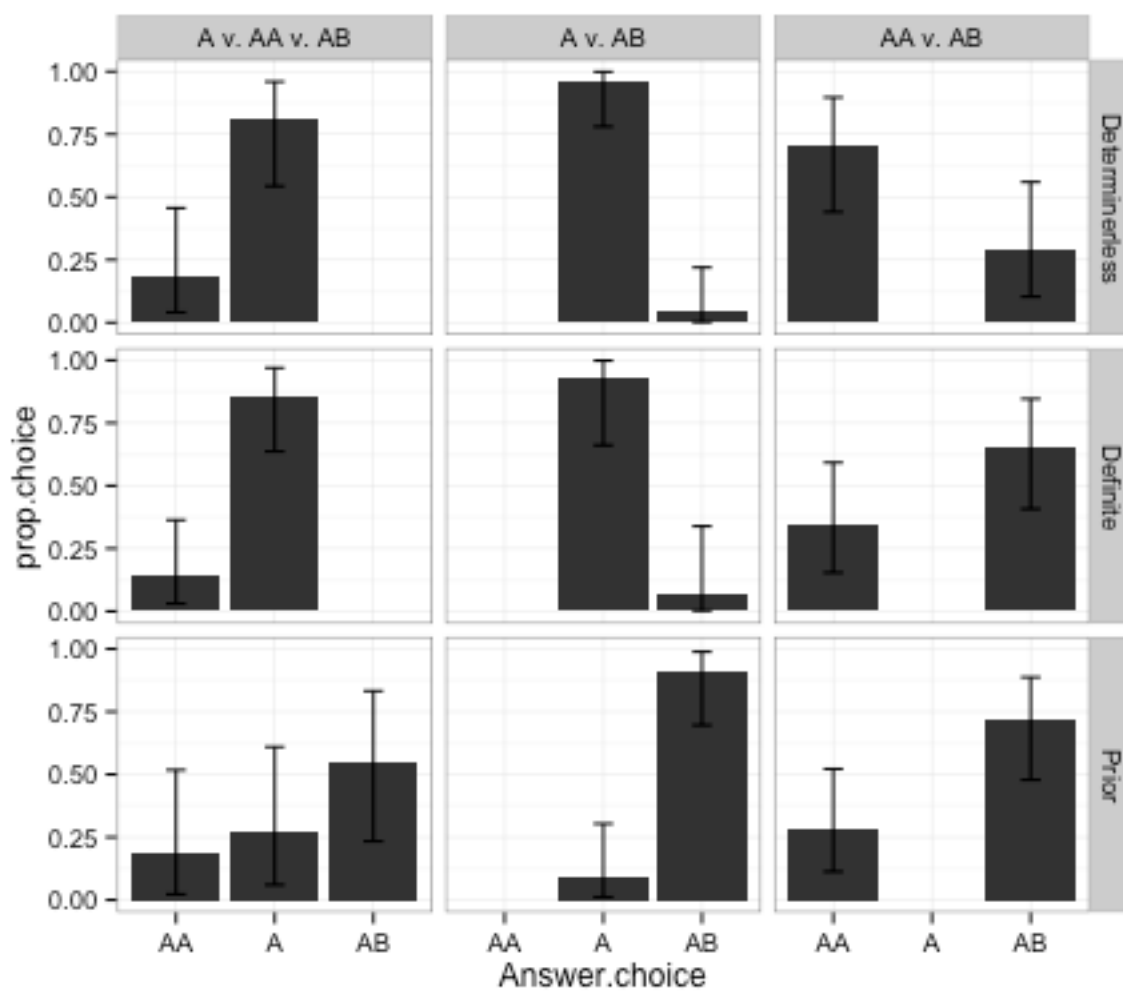 A v. AA v. AB
A v. AB
AA v. AB
prop.choice
1.00
0.75
0.50
0.25
0.00
Determinerless
1.00
0.75
0.50
0.25
0.00
Definite
1.00
0.75
0.50
0.25
0.00
Prior
AA A AB
AA A AB
AA A AB
Answer.choice